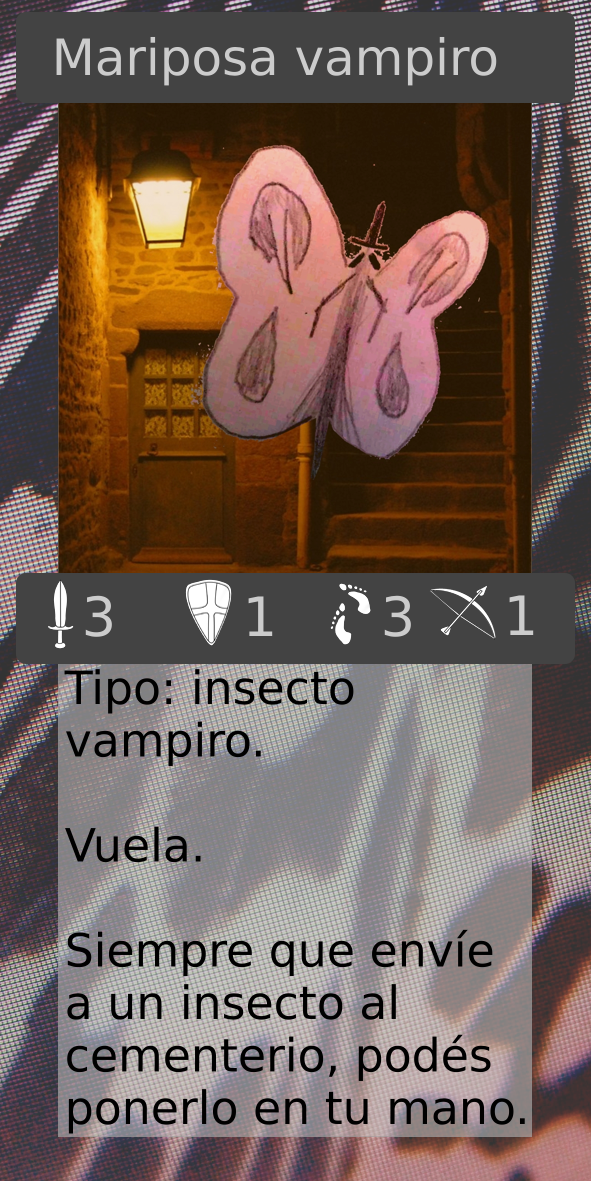 Mariposa vampiro
3 1 3 1
Tipo: insecto
vampiro.
Vuela.
Siempre que envíe
a un insecto al
cementerio, podés
ponerlo en tu mano.